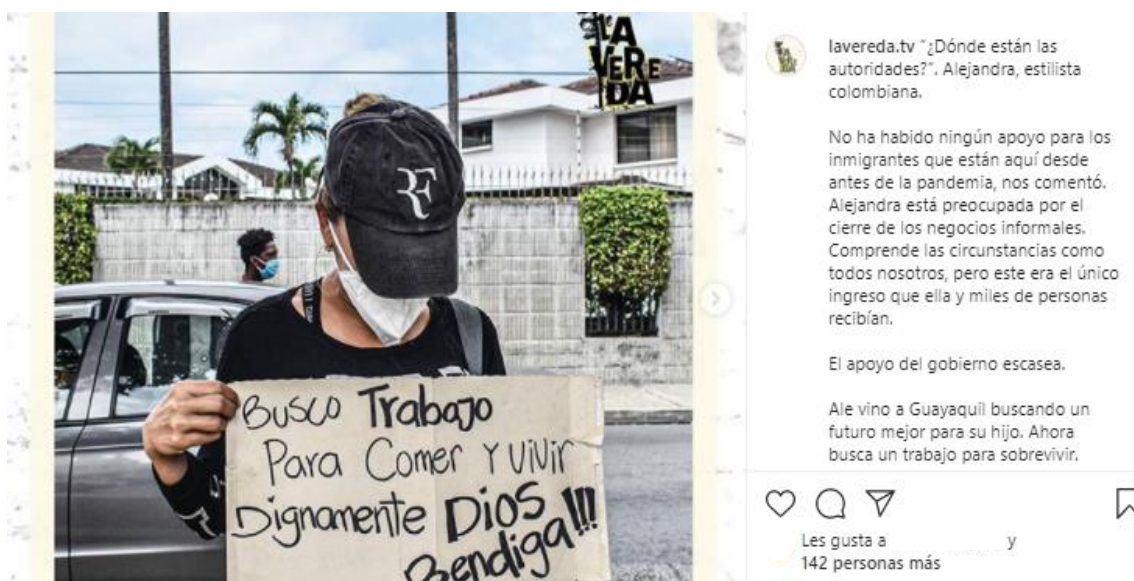 LA
VERE
DA
RF
BUSCO Trabajo
Para Comer Y ViVir
Dignamente DIOS
Bendiga!!!
lavereda.tv "¿Dónde están las
autoridades?". Alejandra, estilista
colombiana.
No ha habido ningún apoyo para los
inmigrantes que están aquí desde
antes de la pandemia, nos comentó.
Alejandra está preocupada por el
cierre de los negocios informales.
Comprende las circunstancias como
todos nosotros, pero este era el único
ingreso que ella y miles de personas
recibían.
El apoyo del gobierno escasea.
Ale vino a Guayaquil buscando un
futuro mejor para su hijo. Ahora
busca un trabajo para sobrevivir.
Les gusta a y
142 personas más